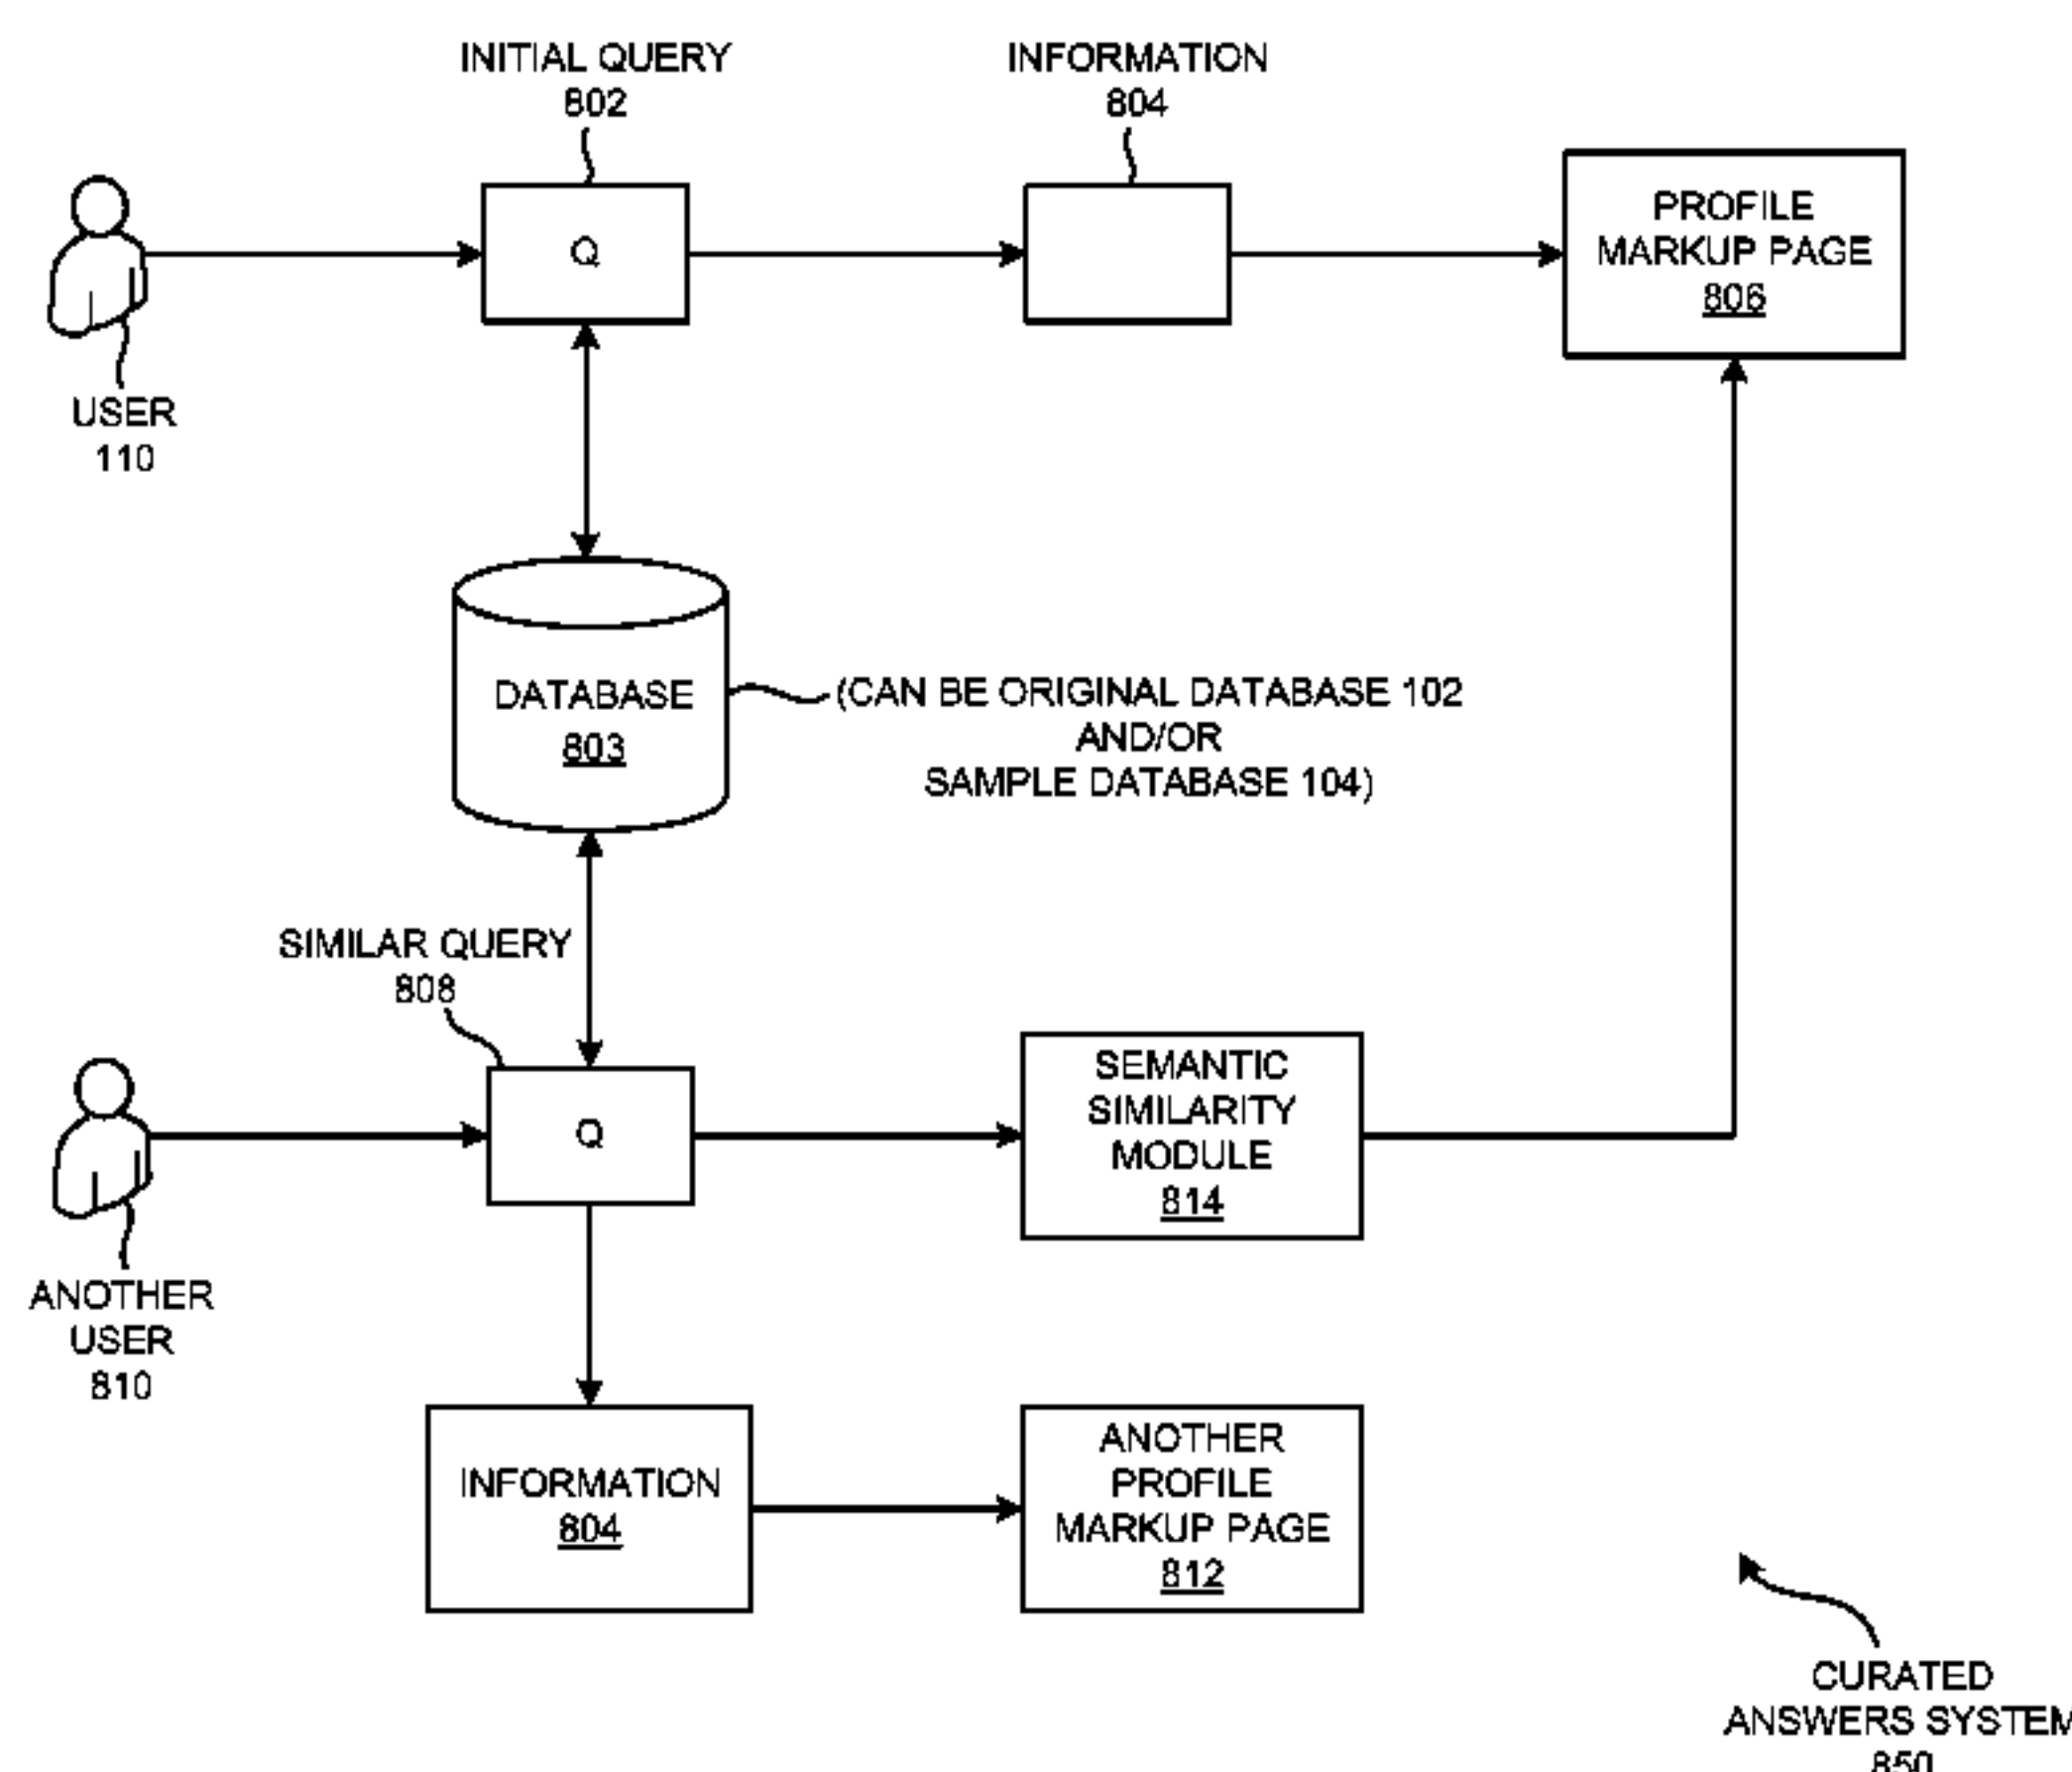 INITIAL QUERY
802
INFORMATION
804
Q
PROFILE
MARKUP PAGE
806
USER
110
DATABASE
803
(CAN BE ORIGINAL DATABASE 102
AND/OR
SAMPLE DATABASE 104)
SIMILAR QUERY
808
Q
SEMANTIC
SIMILARITY
MODULE
814
ANOTHER
USER
810
INFORMATION
804
ANOTHER
PROFILE
MARKUP PAGE
812
CURATED
ANSWERS SYSTEM
850